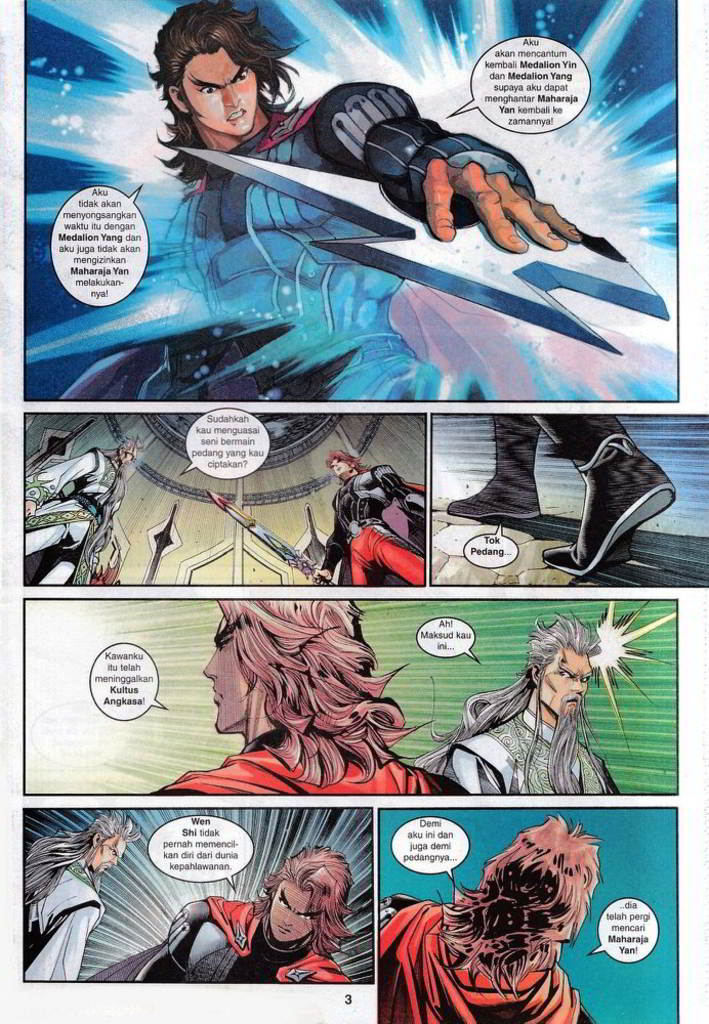 Aku
akan mencantum
kembali Medalion Yin
dan Medalion Yang
supaya aku dapat
menghantar Maharaja
Yan kembali ke
zamannya!
Aku
tidak akan
menyongsangkan
waktu itu dengan
Medalion Yang dan
aku juga tidak akan
mengizinkan
Maharaja Yan
melakukan-
nya!
Sudahkah
kau menguasai
seni bermain
pedang yang kau
ciptakan?
Tok
Pedang...
Kawanku
itu telah
meninggalkan
Kultus
Angkasa!
Ah!
Maksud kau
ini...
Wen
Shi tidak
pernah memencil-
kan diri dari dunia
kepahlawanan.
Demi
aku ini dan
juga demi
pedangnya...
..dia
telah pergi
mencari
Maharaja
Yan!
3